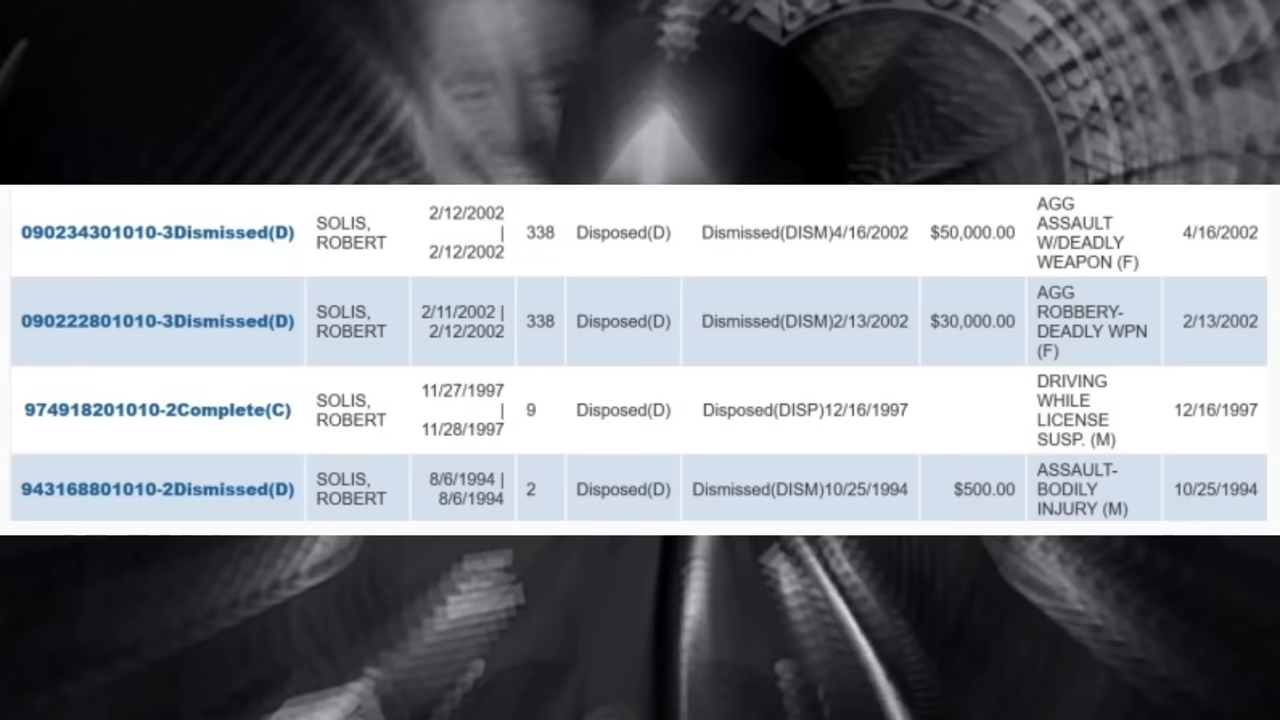 090234301010-3Dismissed(D)
SOLIS,
ROBERT
2/12/2002
|
2/12/2002
338
Disposed(D)
Dismissed(DISM)4/16/2002
$50,000.00
AGG
ASSAULT
W/DEADLY
WEAPON (F)
4/16/2002
090222801010-3Dismissed(D)
SOLIS,
ROBERT
2/11/2002 |
2/12/2002
338
Disposed(D)
Dismissed(DISM)2/13/2002
$30,000.00
AGG
ROBBERY-
DEADLY WPN
(F)
2/13/2002
974918201010-2Complete(C)
SOLIS,
ROBERT
11/27/1997
|
11/28/1997
9
Disposed(D)
Disposed(DISP)12/16/1997
DRIVING
WHILE
LICENSE
SUSP. (M)
12/16/1997
943168801010-2Dismissed(D)
SOLIS,
ROBERT
8/6/1994 |
8/6/1994
2
Disposed(D)
Dismissed(DISM)10/25/1994
$500.00
ASSAULT-
BODILY
INJURY (M)
10/25/1994